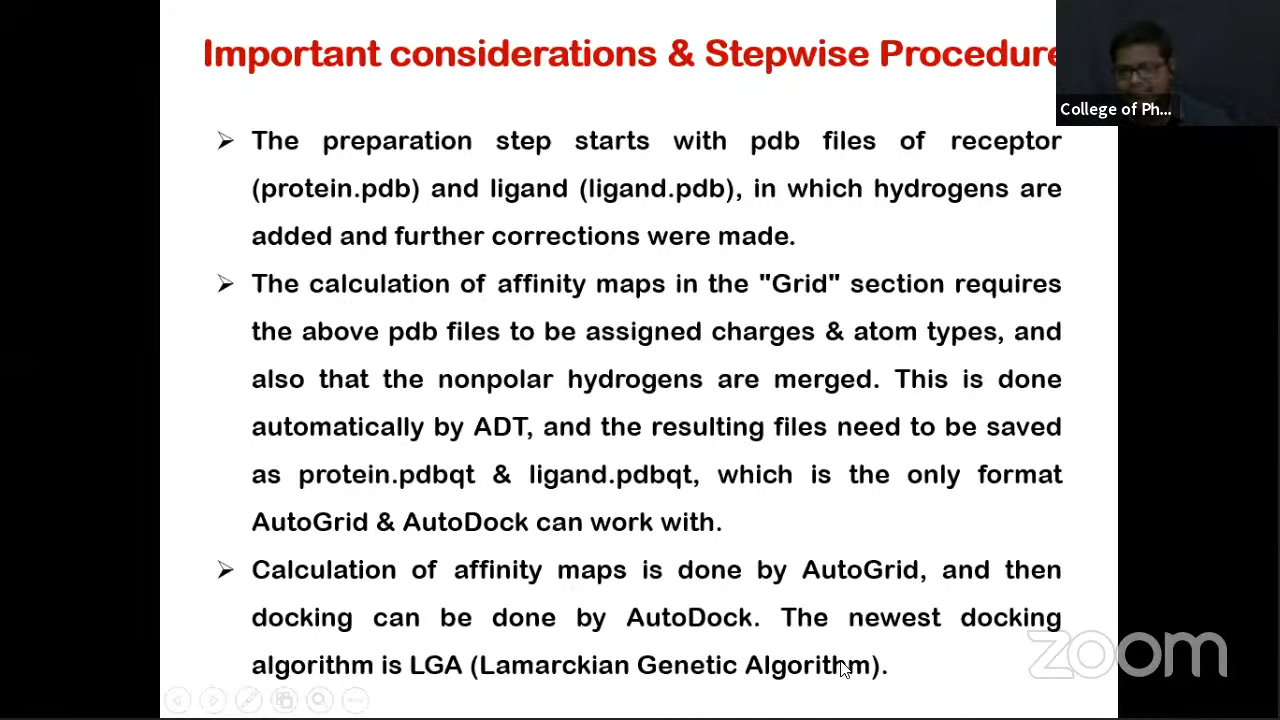 Important considerations & Stepwise Procedure
College of Ph...
➢ The preparation step starts with pdb files of receptor
(protein.pdb) and ligand (ligand.pdb), in which hydrogens are
added and further corrections were made.
➢ The calculation of affinity maps in the "Grid" section requires
the above pdb files to be assigned charges & atom types, and
also that the nonpolar hydrogens are merged. This is done
automatically by ADT, and the resulting files need to be saved
as protein.pdbqt & ligand.pdbqt, which is the only format
AutoGrid & AutoDock can work with.
➢ Calculation of affinity maps is done by AutoGrid, and then
docking can be done by AutoDock. The newest docking
algorithm is LGA (Lamarckian Genetic Algorithm).
zoom